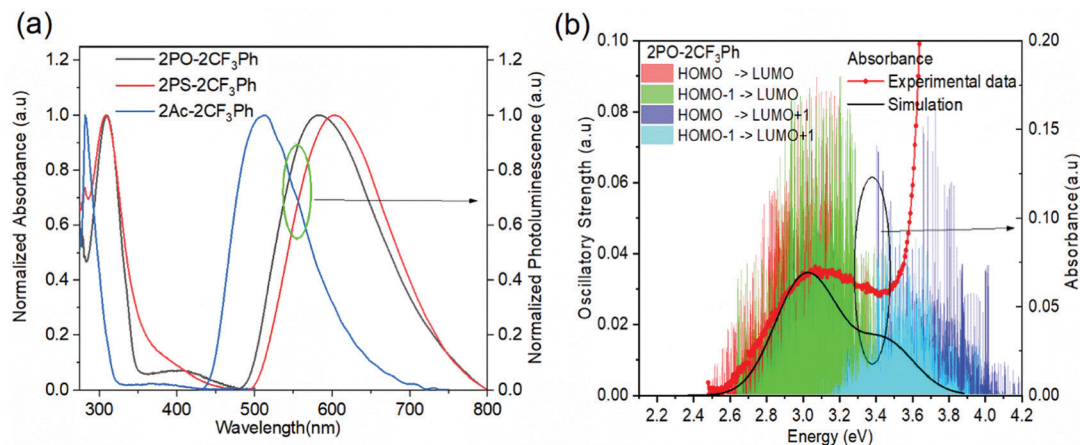 (a)
2PO-2CF₃Ph
2PS-2CF₃Ph
2Ac-2CF₃Ph
Normalized Absorbance (a.u)
1.2
1.0
0.8
0.6
0.4
0.2
0.0
300 400 500 600 700 800
Wavelength(nm)
1.2
1.0
0.8
0.6
0.4
0.2
0.0
Normalized Photoluminescence (a.u)
(b)
2PO-2CF₃Ph
HOMO -> LUMO
HOMO-1 -> LUMO
HOMO -> LUMO+1
HOMO-1 -> LUMO+1
Absorbance
Experimental data
Simulation
Oscillatory Strength (a.u)
0.10
0.08
0.06
0.04
0.02
0.00
2.2 2.4 2.6 2.8 3.0 3.2 3.4 3.6 3.8 4.0 4.2
Energy (eV)
0.20
0.15
0.10
0.05
0.00
Absorbance(a.u)